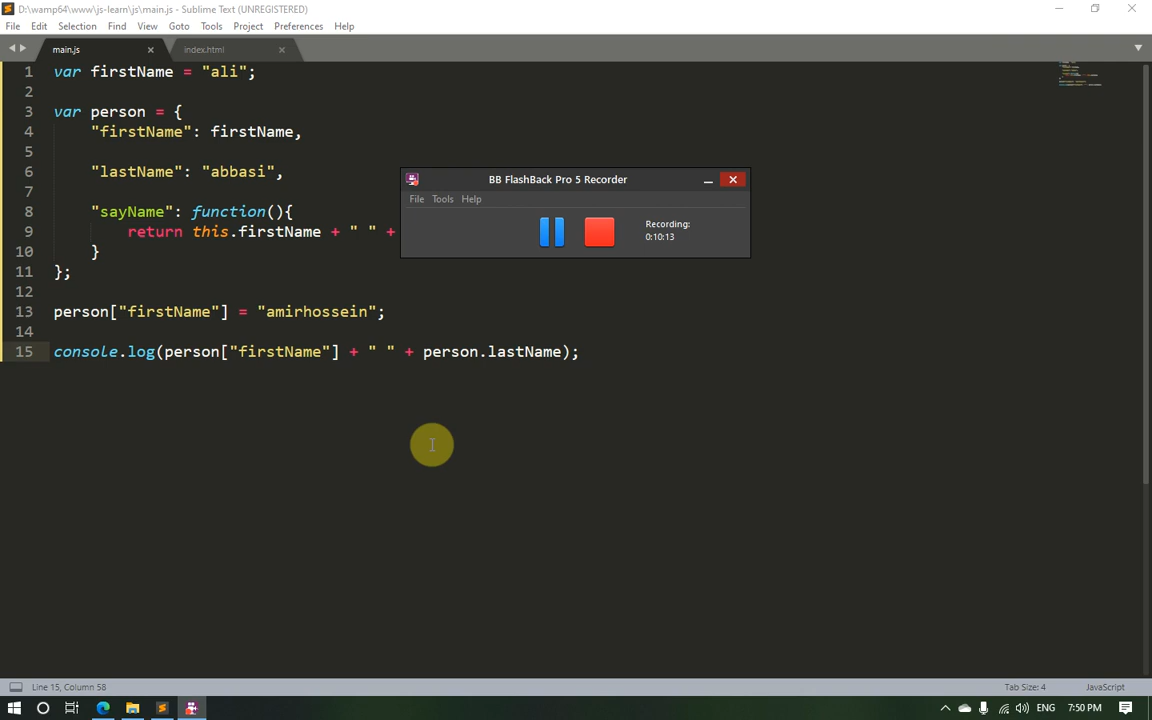 D:\wamp64\www\js-learn\js\main.js - Sublime Text (UNREGISTERED)
File Edit Selection Find View Goto Tools Project Preferences Help
main.js index.html
1 var firstName = "ali";
2
3 var person = {
4 "firstName": firstName,
5
6 "lastName": "abbasi",
7
8 "sayName": function(){
9 return this.firstName + " " +
10 }
11 };
12
13 person["firstName"] = "amirhossein";
14
15 console.log(person["firstName"] + " " + person.lastName);
BB FlashBack Pro 5 Recorder
File Tools Help
Recording:
0:10:13
Line 15, Column 58 Tab Size: 4 JavaScript
ENG 7:50 PM